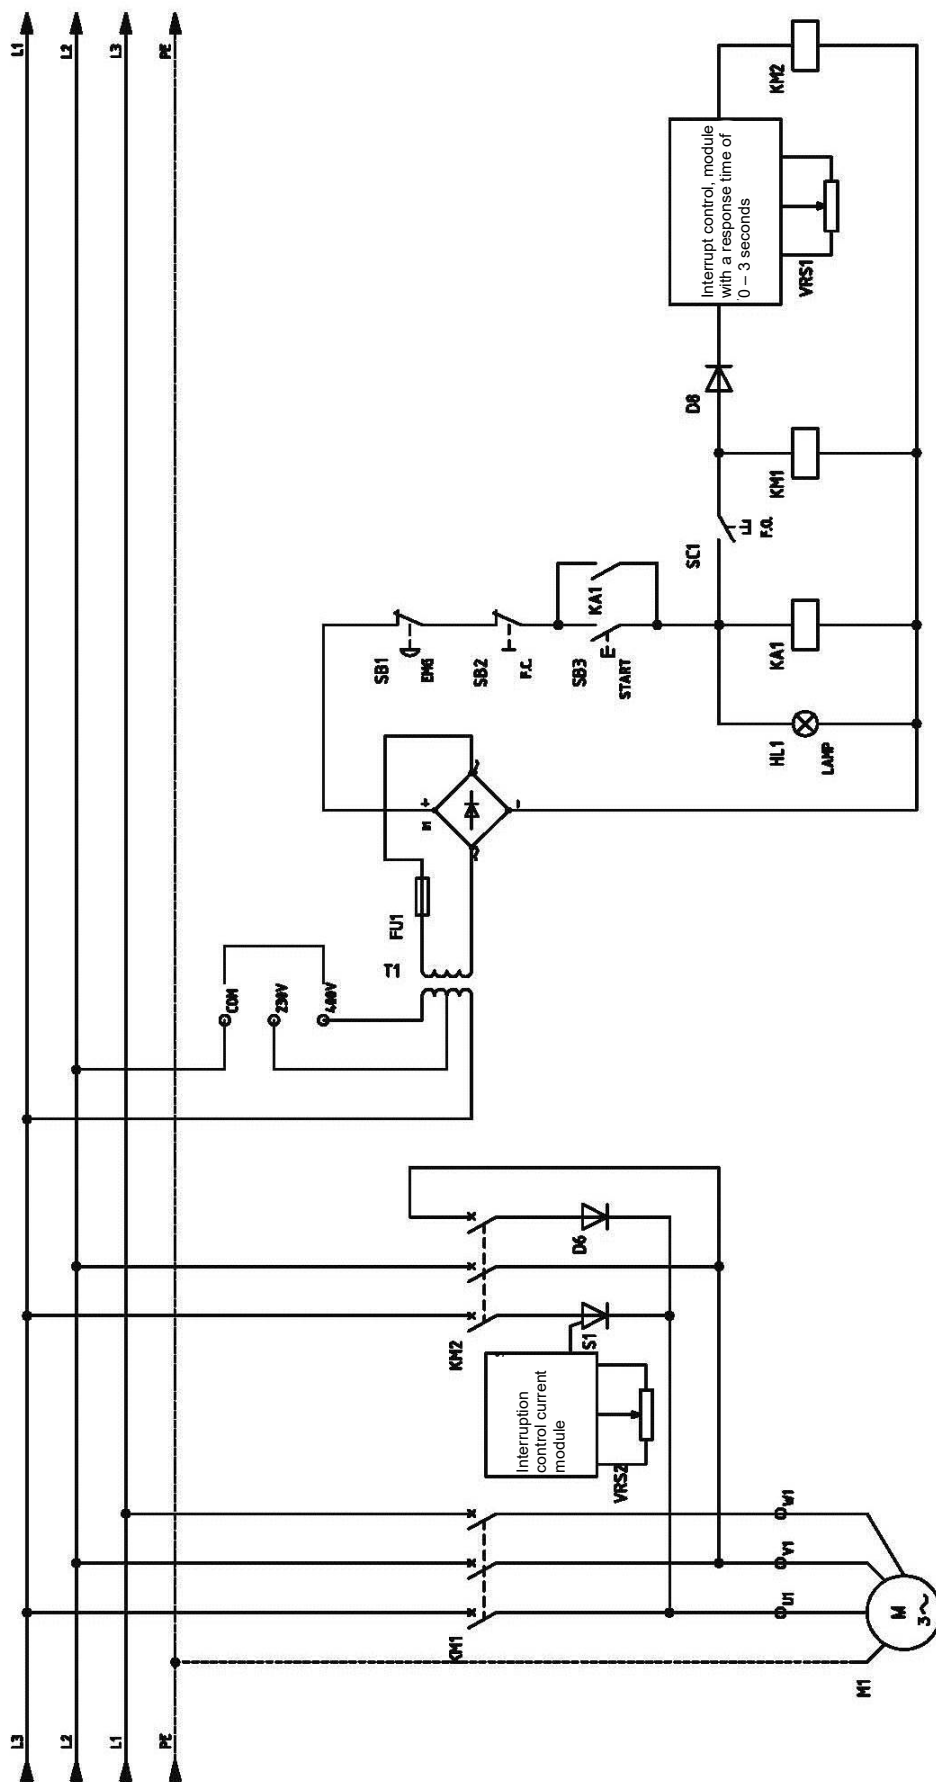 L3
L2
L1
PE
L1
L2
L3
PE
M1
M
3~
KM1
U1
V1
W1
VRS2
Interruption
control current
module
KM2
S1
D6
COM
230V
400V
T1
FU1
D1
+
-
~
~
SB1
EMG
SB2
F.C.
SB3
START
KA1
HL1
LAMP
KA1
SC1
F.O.
KM1
D8
VRS1
Interrupt control, module
with a response time of
0 – 3 seconds
KM2